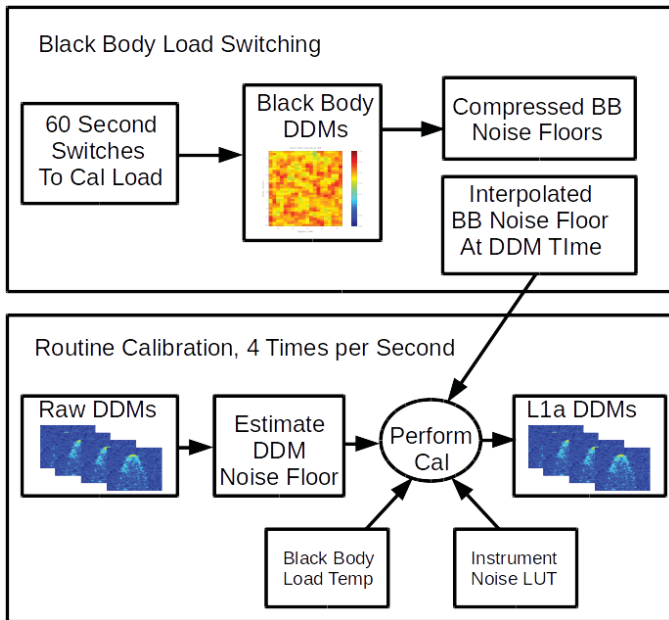 Black Body Load Switching
60 Second
Switches
To Cal Load
Black Body
DDMs
Compressed BB
Noise Floors
Interpolated
BB Noise Floor
At DDM TIme
Routine Calibration, 4 Times per Second
Raw DDMs
Estimate
DDM
Noise Floor
Perform
Cal
L1a DDMs
Black Body
Load Temp
Instrument
Noise LUT